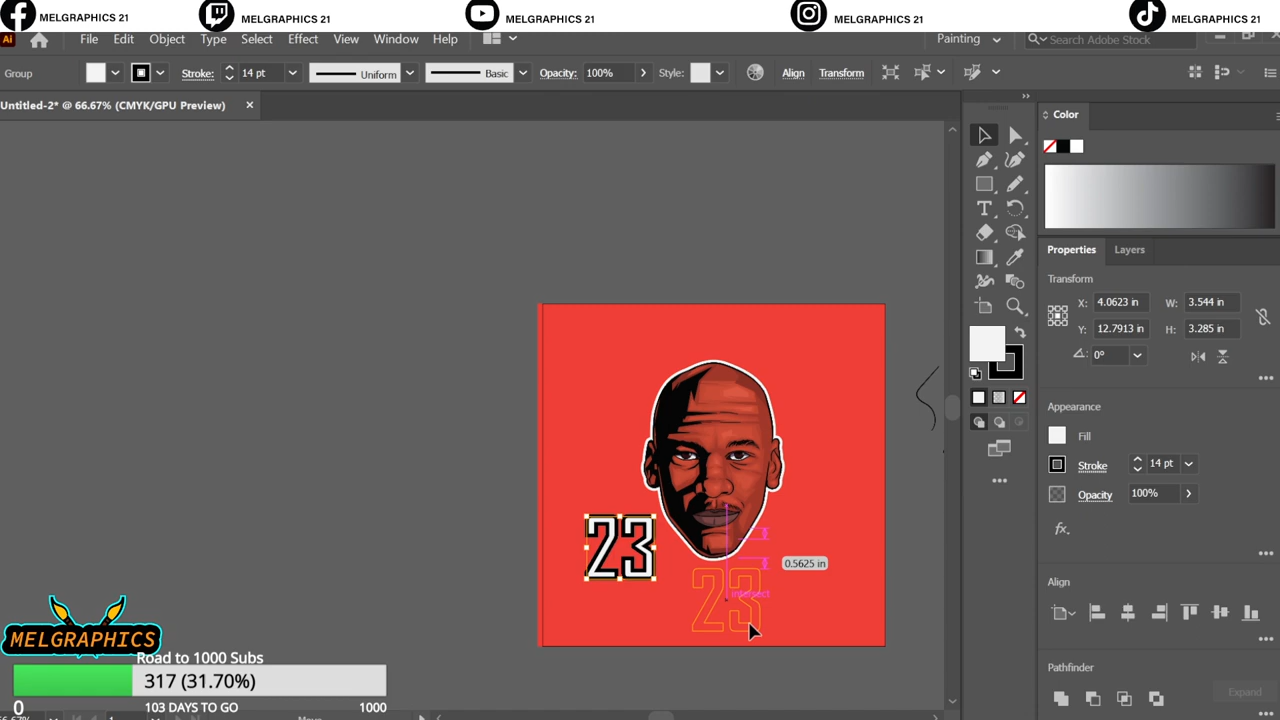 MELGRAPHICS 21 MELGRAPHICS 21 MELGRAPHICS 21 MELGRAPHICS 21 MELGRAPHICS 21
Ai File Edit Object Type Select Effect View Window Help Painting Search Adobe Stock
Group Stroke: 14 pt Uniform Basic Opacity: 100% Style: Align Transform
Untitled-2* @ 66.67% (CMYK/GPU Preview)
Color
Properties Layers
Transform
X: 4.0623 in W: 3.544 in
Y: 12.7913 in H: 3.285 in
0°
Appearance
Fill
Stroke 14 pt
Opacity 100%
fx.
23
0.5625 in
23
intersect
Align
Pathfinder
Expand
MELGRAPHICS
Road to 1000 Subs
317 (31.70%)
0 103 DAYS TO GO 1000